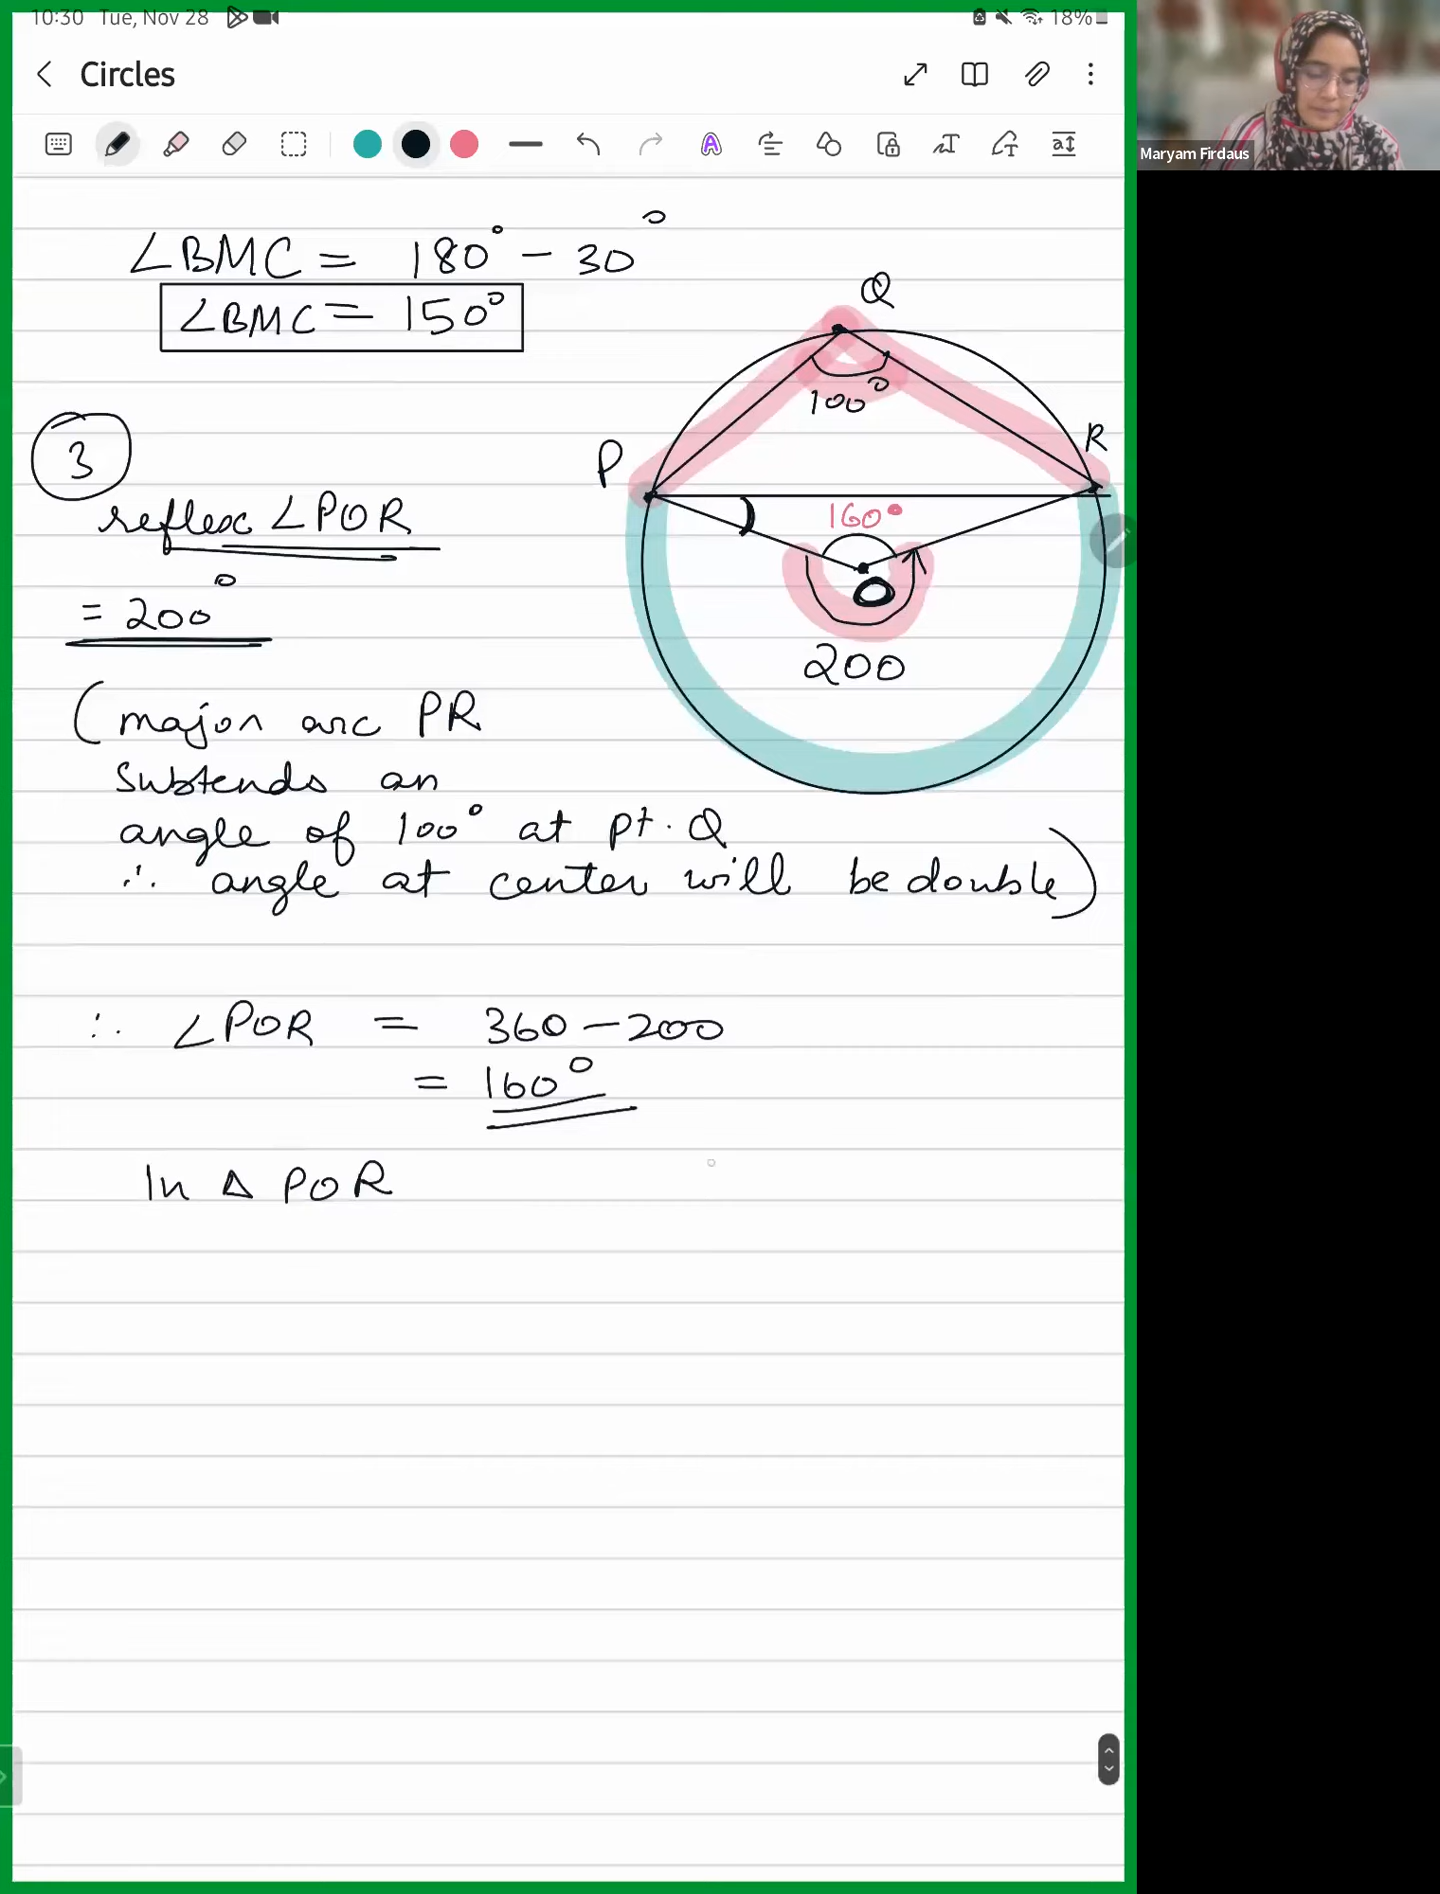 10:30 Tue, Nov 28
18%
Circles
Maryam Firdaus
∠BMC = 180° - 30°
∠BMC = 150°
Q
100°
P
R
160°
O
200
3
reflex ∠POR
= 200°
(major arc PR
subtends an
angle of 100° at pt. Q
∴ angle at center will be double)
∴ ∠POR = 360 - 200
= 160°
In Δ POR